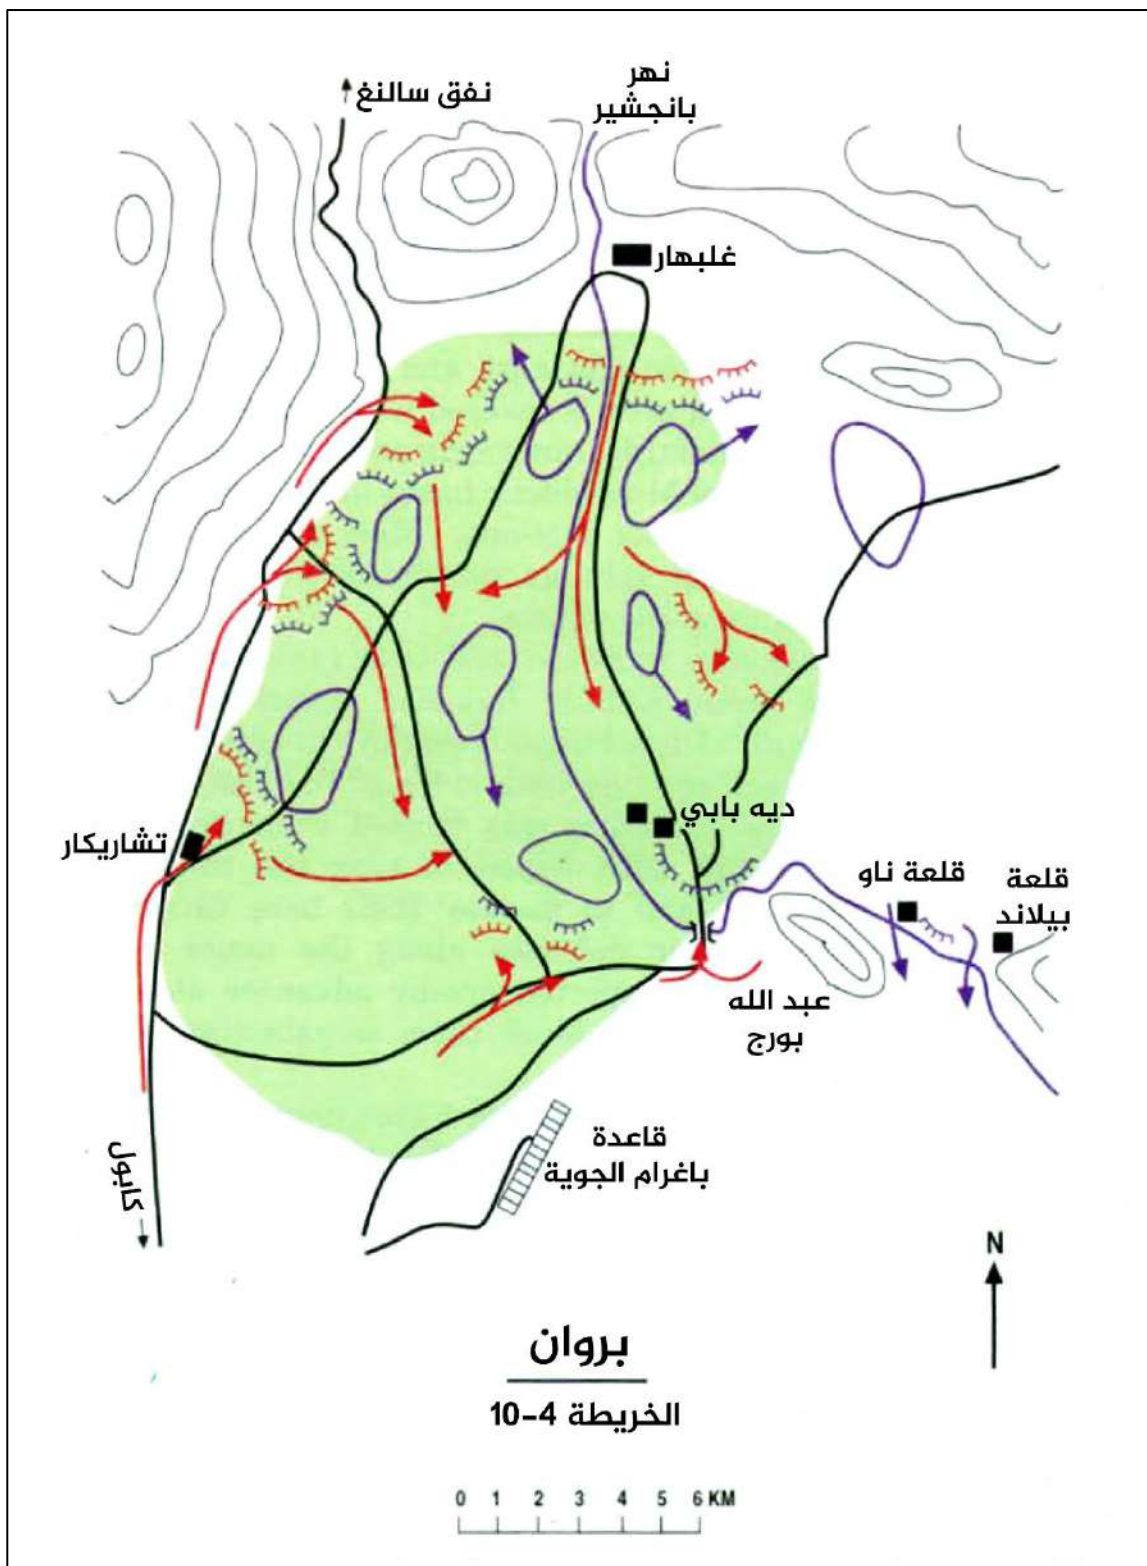 نهر
بانجشير
نفق سالنغ
غلبهار
ديه بابي
تشاريكار
قلعة ناو
قلعة
بيلاند
عبد الله
بورج
قاعدة
باغرام الجوية
كابول
N
بروان
الخريطة 4-10
0 1 2 3 4 5 6 KM